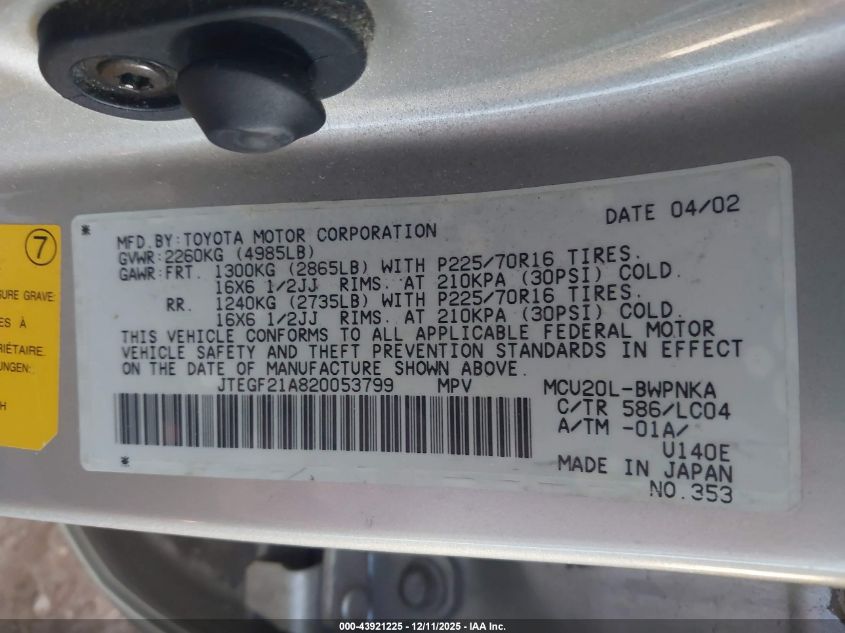 DATE 04/02
MFD.BY:TOYOTA MOTOR CORPORATION
GVWR:2260KG (4985LB)
GAWR:FRT. 1300KG (2865LB) WITH P225/70R16 TIRES.
16X6 1/2JJ RIMS. AT 210KPA (30PSI) COLD.
RR. 1240KG (2735LB) WITH P225/70R16 TIRES.
16X6 1/2JJ RIMS. AT 210KPA (30PSI) COLD.
THIS VEHICLE CONFORMS TO ALL APPLICABLE FEDERAL MOTOR
VEHICLE SAFETY AND THEFT PREVENTION STANDARDS IN EFFECT
ON THE DATE OF MANUFACTURE SHOWN ABOVE.
JTEGF21A820053799 MPV MCU20L-BWPNKA
C/TR 586/LC04
A/TM -01A/
U140E
MADE IN JAPAN
NO.353
7
GRAVE
ES À
RIÉTAIRE.
UNGEN:
H
000-43921225 - 12/11/2025 - IAA Inc.